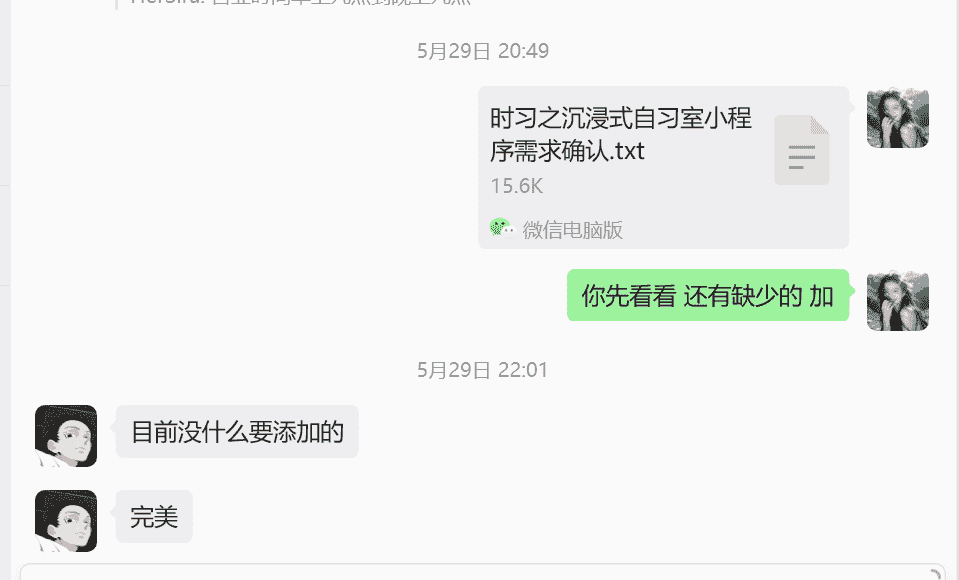 5月29日 20:49
时习之沉浸式自习室小程
序需求确认.txt
15.6K
微信电脑版
你先看看 还有缺少的 加
5月29日 22:01
目前没什么要添加的
完美